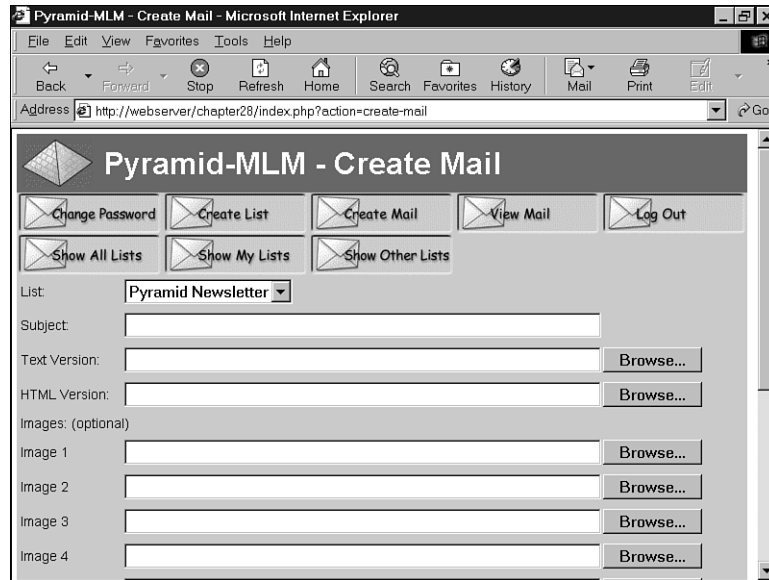 Pyramid-MLM - Create Mail - Microsoft Internet Explorer
File Edit View Favorites Tools Help
Back Forward Stop Refresh Home Search Favorites History Mail Print Edit
Address http://webserver/chapter28/index.php?action=create-mail Go
Pyramid-MLM - Create Mail
Change Password Create List Create Mail View Mail Log Out
Show All Lists Show My Lists Show Other Lists
List: Pyramid Newsletter
Subject:
Text Version: Browse...
HTML Version: Browse...
Images: (optional)
Image 1 Browse...
Image 2 Browse...
Image 3 Browse...
Image 4 Browse...